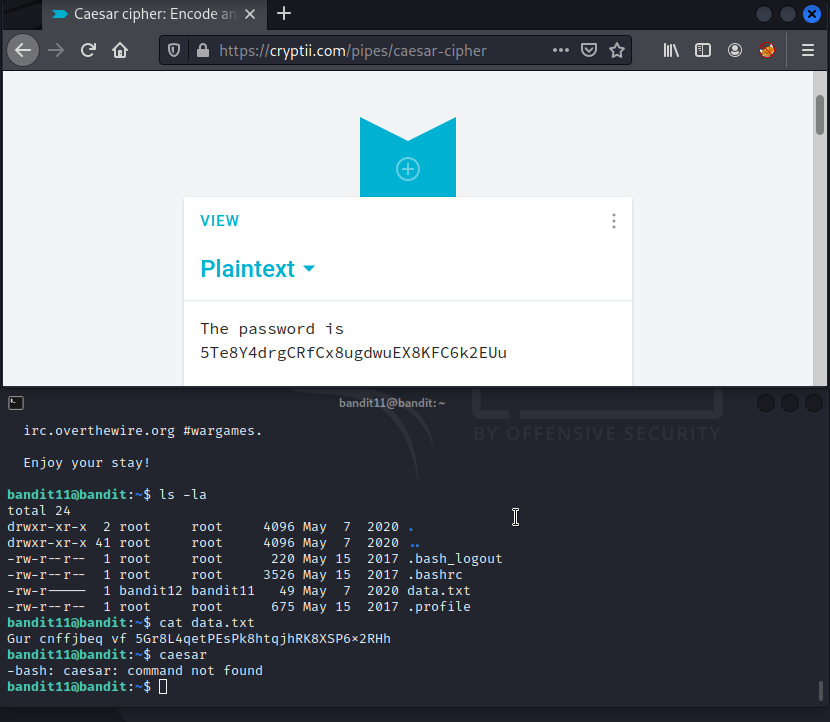 Caesar cipher: Encode an
https://cryptii.com/pipes/caesar-cipher
VIEW
Plaintext
The password is
5Te8Y4drgCRfCx8ugdwuEX8KFC6k2EUu
bandit11@bandit: ~
BY OFFENSIVE SECURITY
irc.overthewire.org #wargames.
Enjoy your stay!
bandit11@bandit:~$ ls -la
total 24
drwxr-xr-x  2 root     root     4096 May  7  2020 .
drwxr-xr-x 41 root     root     4096 May  7  2020 ..
-rw-r--r--  1 root     root      220 May 15  2017 .bash_logout
-rw-r--r--  1 root     root     3526 May 15  2017 .bashrc
-rw-r-----  1 bandit12 bandit11   49 May  7  2020 data.txt
-rw-r--r--  1 root     root      675 May 15  2017 .profile
bandit11@bandit:~$ cat data.txt
Gur cnffjbeq vf 5Gr8L4qetPEsPk8htqjhRK8XSP6x2RHh
bandit11@bandit:~$ caesar
-bash: caesar: command not found
bandit11@bandit:~$